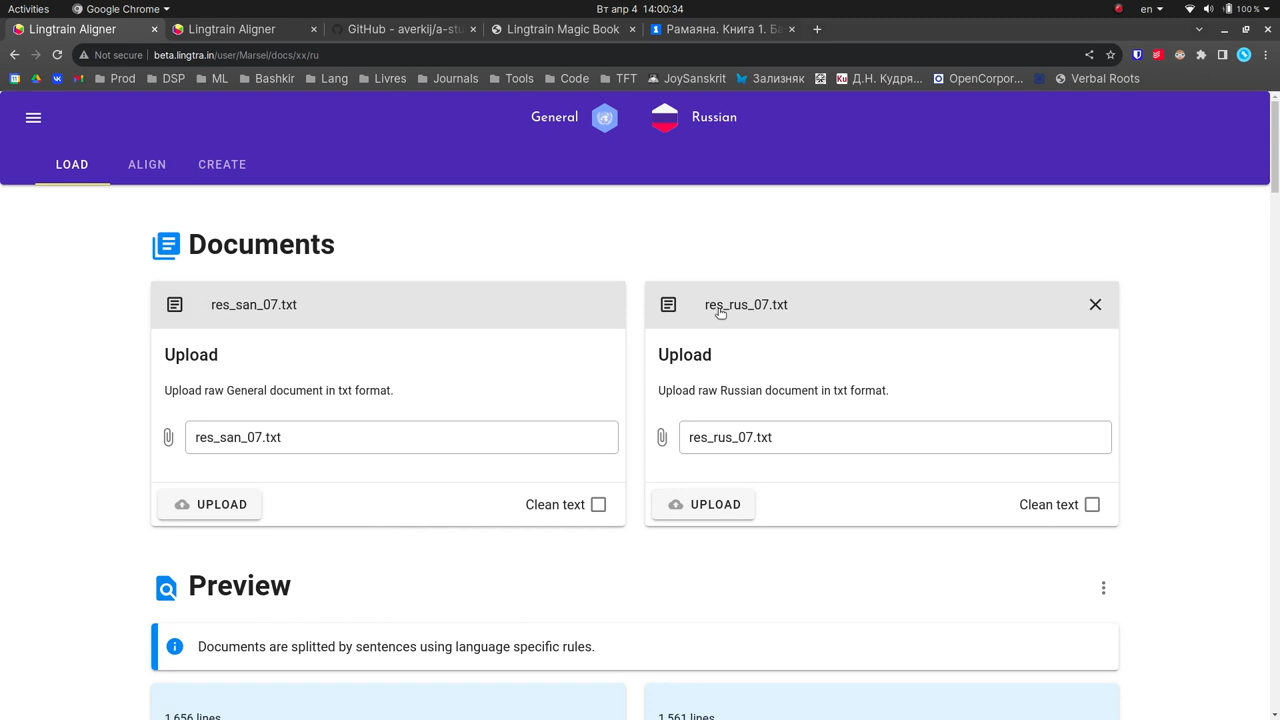 Activities
Google Chrome
Вт апр 4 14:00:34
en
100 %
Lingtrain Aligner
Lingtrain Aligner
GitHub - averkij/a-stu
Lingtrain Magic Book
Рамаяна. Книга 1. Ба
Not secure
beta.lingtra.in/user/Marsel/docs/xx/ru
Prod
DSP
ML
Bashkir
Lang
Livres
Journals
Tools
Code
TFT
JoySanskrit
Зализняк
Д.Н. Кудря...
OpenCorpor...
Verbal Roots
General
Russian
LOAD
ALIGN
CREATE
Documents
res_san_07.txt
res_rus_07.txt
Upload
Upload
Upload raw General document in txt format.
Upload raw Russian document in txt format.
res_san_07.txt
res_rus_07.txt
UPLOAD
Clean text
UPLOAD
Clean text
Preview
Documents are splitted by sentences using language specific rules.
1,656 lines
1,561 lines